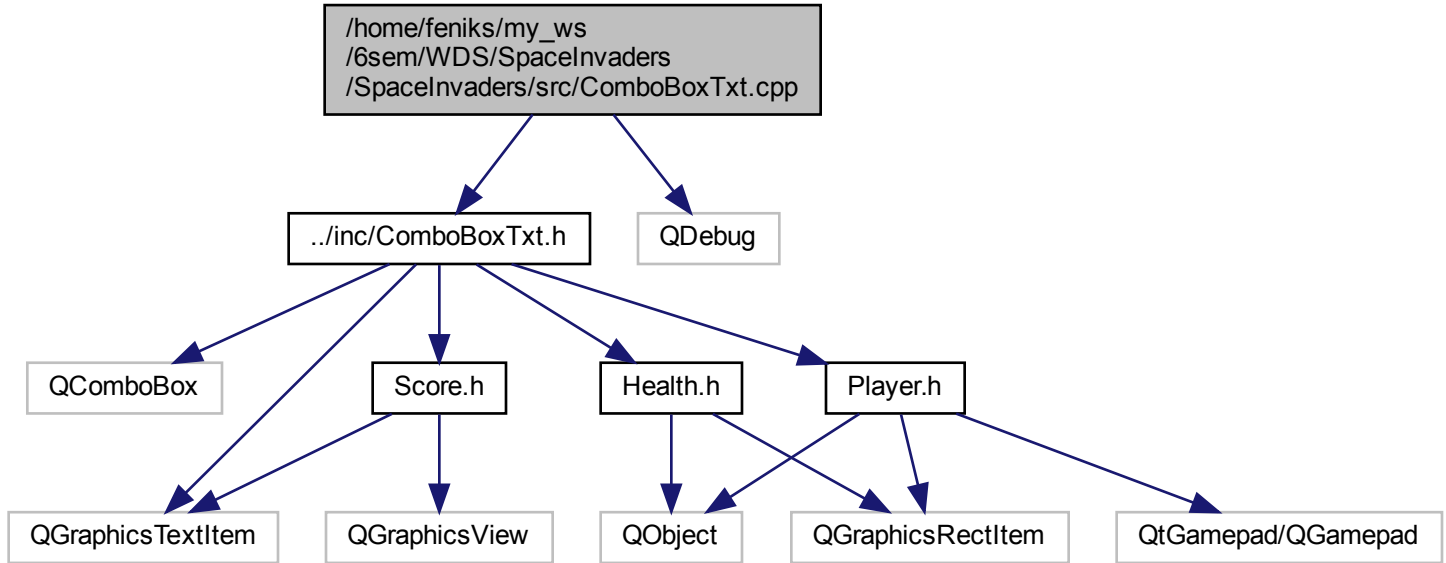 /home/feniks/my_ws
/6sem/WDS/SpaceInvaders
/SpaceInvaders/src/ComboBoxTxt.cpp
../inc/ComboBoxTxt.h
QDebug
QComboBox
Score.h
Health.h
Player.h
QGraphicsTextItem
QGraphicsView
QObject
QGraphicsRectItem
QtGamepad/QGamepad